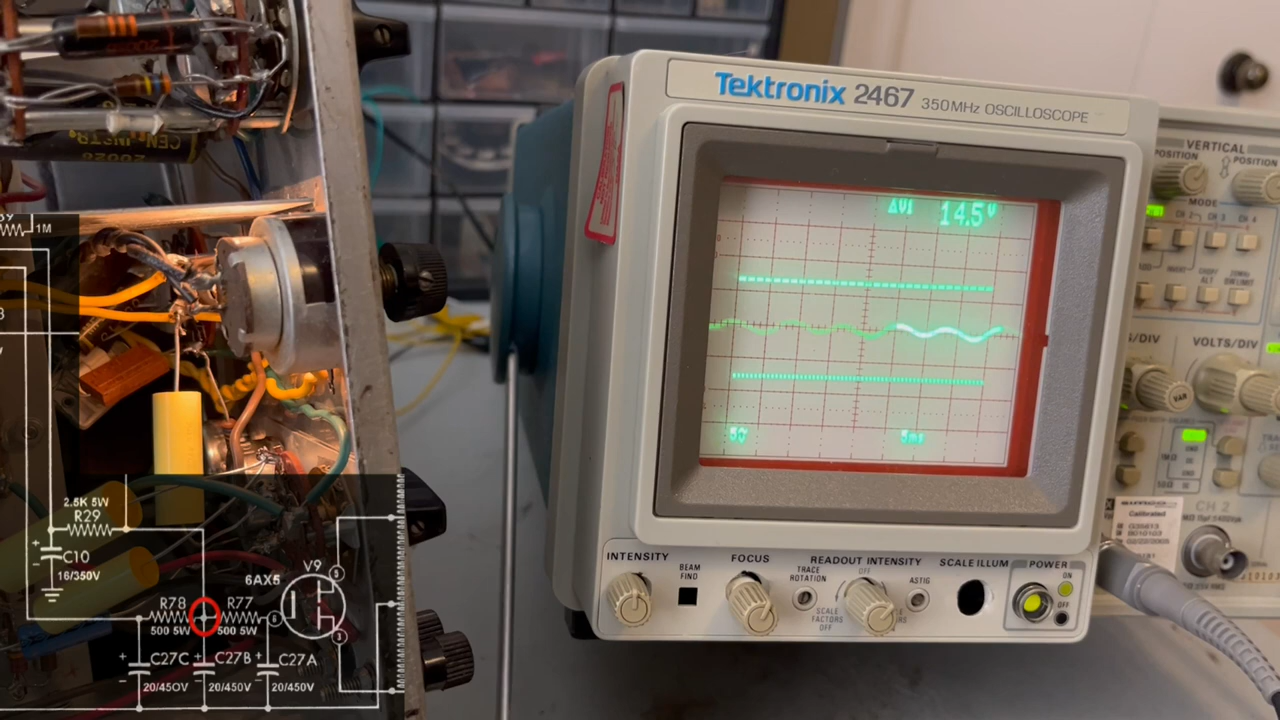 Tektronix 2467 350MHz OSCILLOSCOPE
ΔV1 14.5V
5V 5ms
INTENSITY
BEAM
FIND
FOCUS
READOUT INTENSITY
TRACE
ROTATION
OFF
SCALE
FACTORS
OFF
ASTIG
SCALE ILLUM
POWER
ON
OFF
VERTICAL
POSITION
POSITION
MODE
CH 2
CH 3
CH 4
INVERT
VOLTS/DIV
VAR
CH 2
Calibrated
1M
2.5K 5W
R29
C10
16/350V
6AX5
V9
R78
R77
500 5W
500 5W
C27C
C27B
C27A
20/450V
20/450V
20/450V